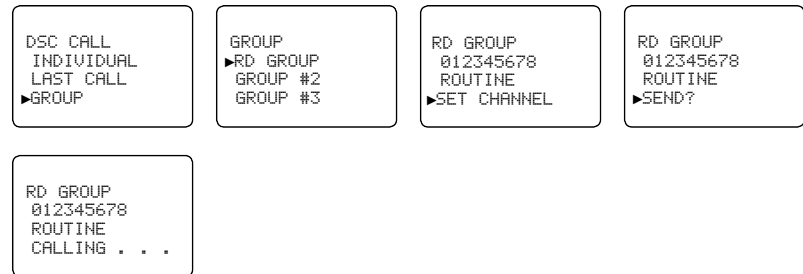 DSC CALL
INDIVIDUAL
LAST CALL
►GROUP
GROUP
►RD GROUP
GROUP #2
GROUP #3
RD GROUP
012345678
ROUTINE
►SET CHANNEL
RD GROUP
012345678
ROUTINE
►SEND?
RD GROUP
012345678
ROUTINE
CALLING . . .